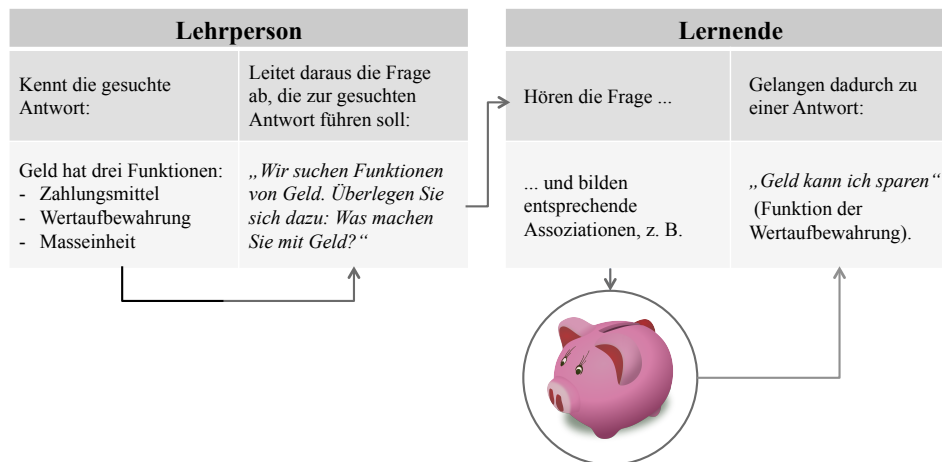 Lehrperson
Kennt die gesuchte
Antwort:
Leitet daraus die Frage
ab, die zur gesuchten
Antwort führen soll:
Geld hat drei Funktionen:
- Zahlungsmittel
- Wertaufbewahrung
- Masseinheit
„Wir suchen Funktionen
von Geld. Überlegen Sie
sich dazu: Was machen
Sie mit Geld?“
Lernende
Hören die Frage ...
Gelangen dadurch zu
einer Antwort:
... und bilden
entsprechende
Assoziationen, z. B.
„Geld kann ich sparen“
(Funktion der
Wertaufbewahrung).